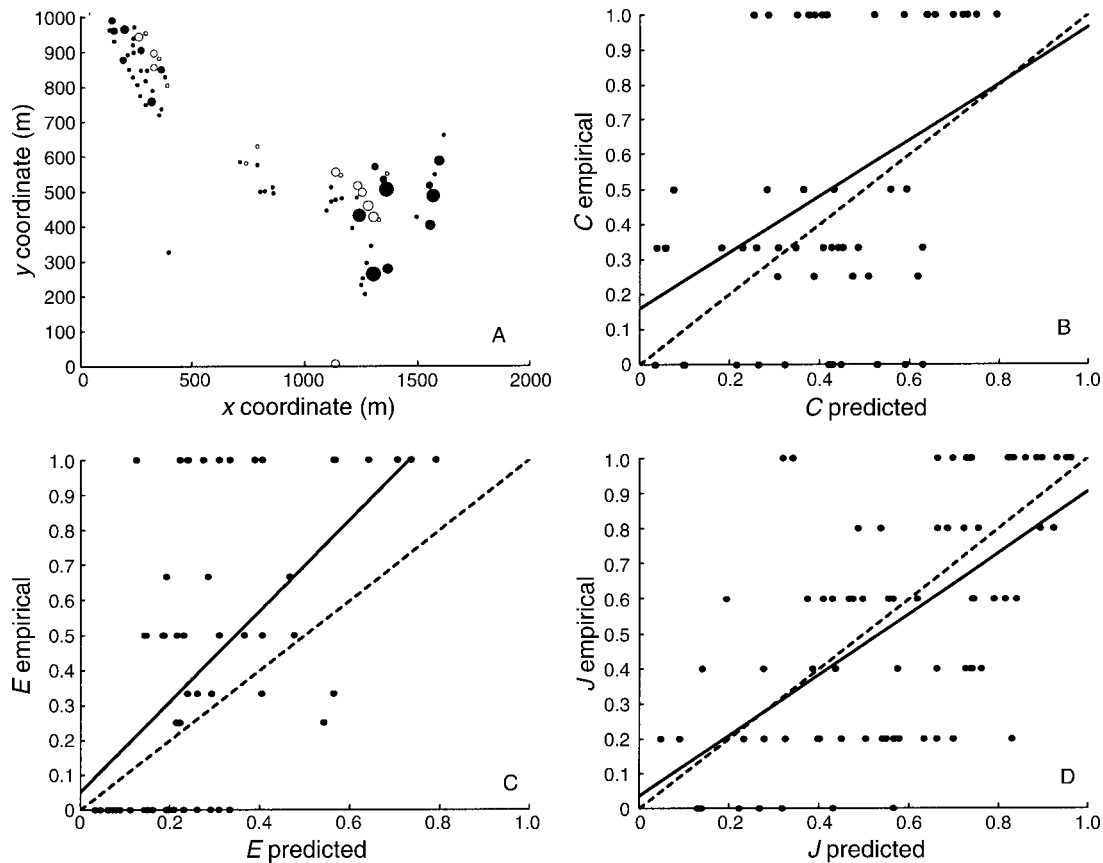 1000
900
800
700
600
500
400
300
200
100
0
y coordinate (m)
0 500 1000 1500 2000
x coordinate (m)
A
1.0
0.9
0.8
0.7
0.6
0.5
0.4
0.3
0.2
0.1
0
C empirical
0 0.2 0.4 0.6 0.8 1.0
C predicted
B
1.0
0.9
0.8
0.7
0.6
0.5
0.4
0.3
0.2
0.1
0
E empirical
0 0.2 0.4 0.6 0.8 1.0
E predicted
C
1.0
0.9
0.8
0.7
0.6
0.5
0.4
0.3
0.2
0.1
0
J empirical
0 0.2 0.4 0.6 0.8 1.0
J predicted
D